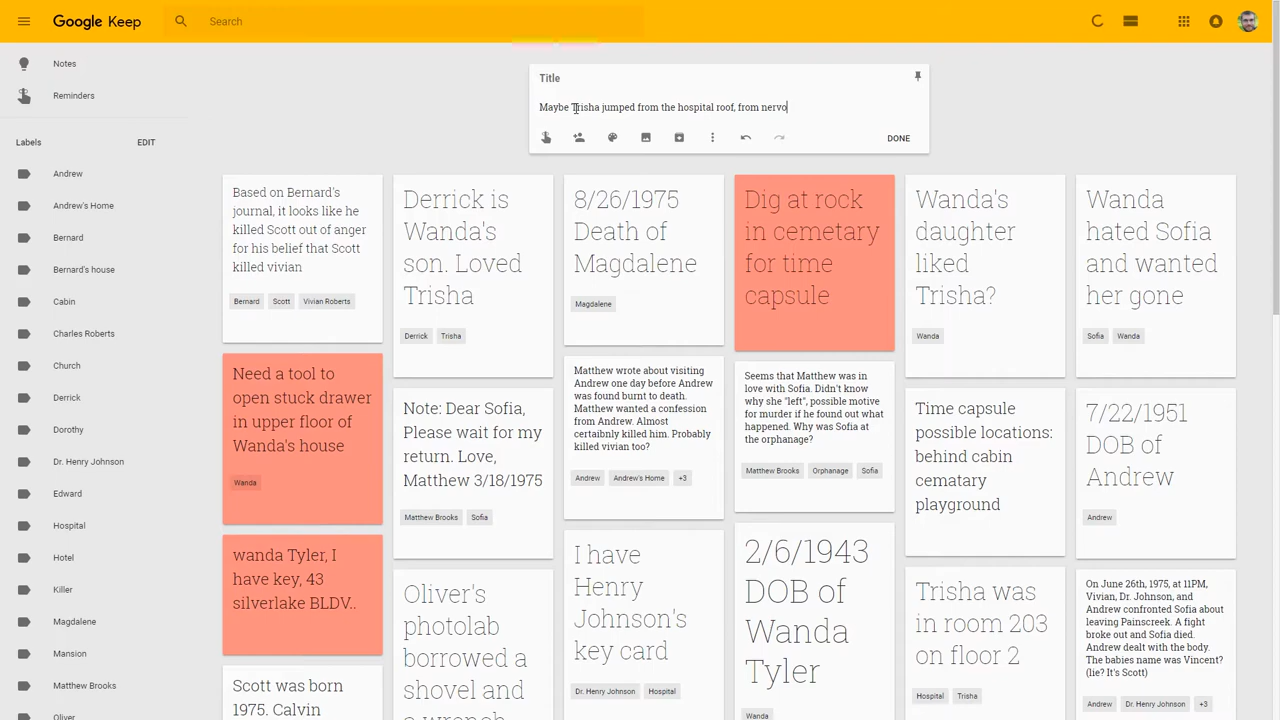 Google Keep
Search
Notes
Reminders
Labels
EDIT
Andrew
Andrew's Home
Bernard
Bernard's house
Cabin
Charles Roberts
Church
Derrick
Dorothy
Dr. Henry Johnson
Edward
Hospital
Hotel
Killer
Magdalene
Mansion
Matthew Brooks
Oliver
Title
Maybe Trisha jumped from the hospital roof, from nervo
DONE
Based on Bernard's
journal, it looks like he
killed Scott out of anger
for his belief that Scott
killed vivian
Bernard
Scott
Vivian Roberts
Need a tool to
open stuck drawer
in upper floor of
Wanda's house
Wanda
wanda Tyler, I
have key, 43
silverlake BLDV..
Scott was born
1975. Calvin
Derrick is
Wanda's
son. Loved
Trisha
Derrick
Trisha
Note: Dear Sofia,
Please wait for my
return. Love,
Matthew 3/18/1975
Matthew Brooks
Sofia
Oliver's
photolab
borrowed a
shovel and
a wrench
8/26/1975
Death of
Magdalene
Magdalene
Matthew wrote about visiting
Andrew one day before Andrew
was found burnt to death.
Matthew wanted a confession
from Andrew. Almost
certaibnly killed him. Probably
killed vivian too?
Andrew
Andrew's Home
+3
I have
Henry
Johnson's
key card
Dr. Henry Johnson
Hospital
Dig at rock
in cemetary
for time
capsule
Seems that Matthew was in
love with Sofia. Didn't know
why she "left", possible motive
for murder if he found out what
happened. Why was Sofia at
the orphanage?
Matthew Brooks
Orphanage
Sofia
2/6/1943
DOB of
Wanda
Tyler
Wanda
Wanda's
daughter
liked
Trisha?
Wanda
Time capsule
possible locations:
behind cabin
cematary
playground
Trisha was
in room 203
on floor 2
Hospital
Trisha
Wanda
hated Sofia
and wanted
her gone
Sofia
Wanda
7/22/1951
DOB of
Andrew
Andrew
On June 26th, 1975, at 11PM,
Vivian, Dr. Johnson, and
Andrew confronted Sofia about
leaving Painscreek. A fight
broke out and Sofia died.
Andrew dealt with the body.
The babies name was Vincent?
(lie? It's Scott)
Andrew
Dr. Henry Johnson
+3